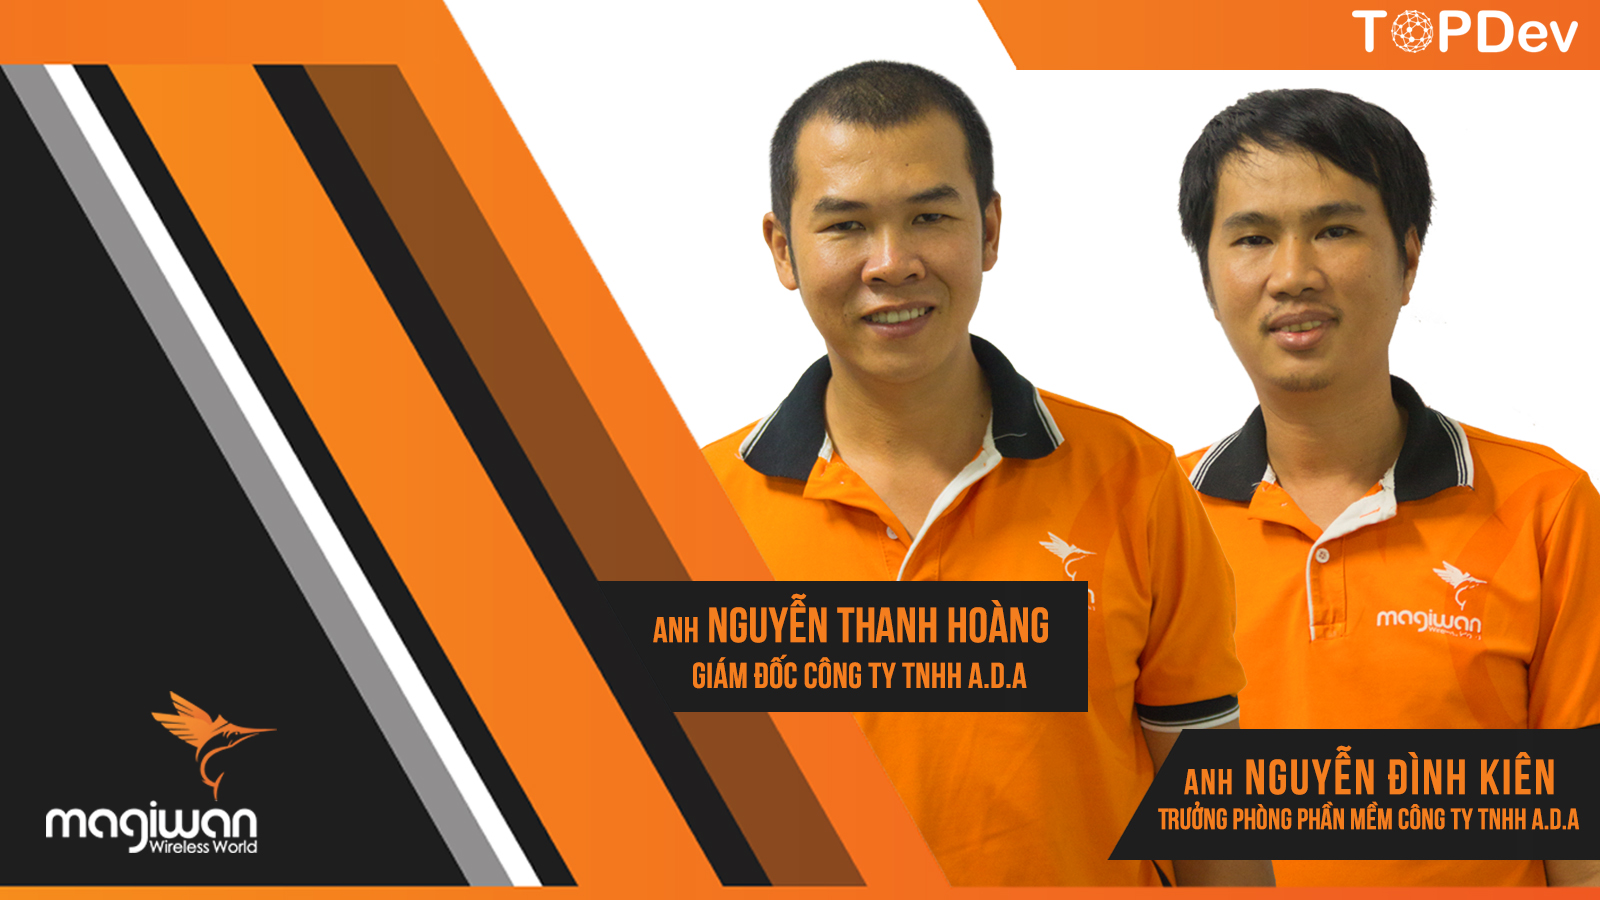 TOPDev
magiwan
Wireless World
ANH NGUYỄN THANH HOÀNG
GIÁM ĐỐC CÔNG TY TNHH A.D.A
magiwan
ANH NGUYỄN ĐÌNH KIÊN
TRƯỞNG PHÒNG PHẦN MỀM CÔNG TY TNHH A.D.A